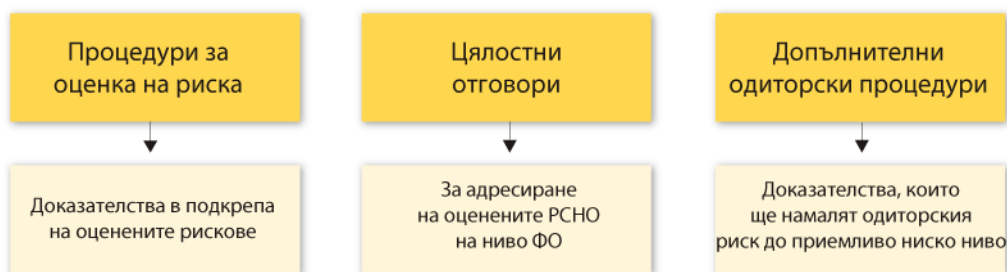 Процедури за
оценка на риска
Цялостни
отговори
Допълнителни
одиторски процедури
Доказателства в подкрепа
на оценените рискове
За адресиране
на оценените РСНО
на ниво ФО
Доказателства, които
ще намалят одиторския
риск до приемливо ниско ниво